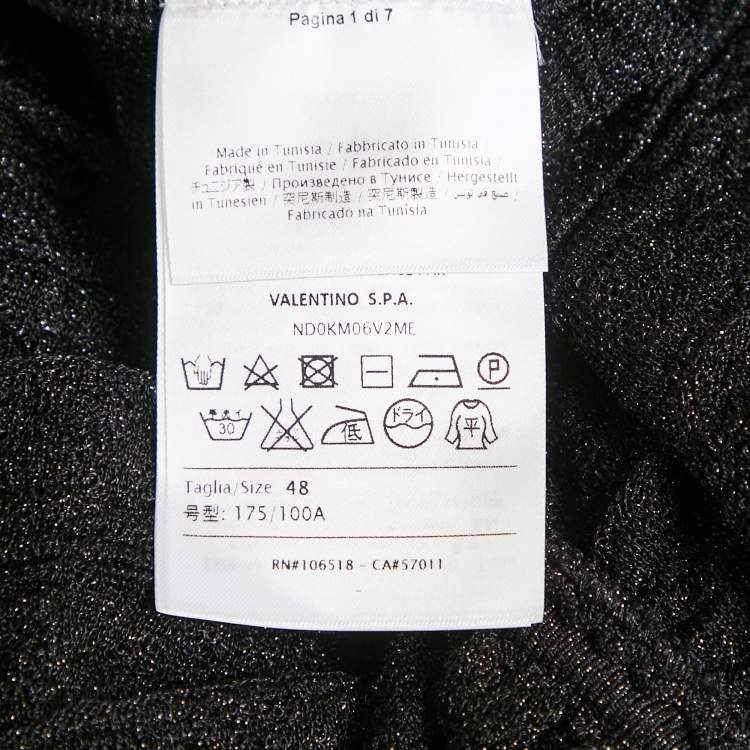 Pagina 1 di 7
Made in Tunisia / Fabbricato in Tunisia
Fabriqué en Tunisie / Fabricado en Tunisia
チュニジア製 / Произведено в Тунисе / Hergestellt
in Tunesien / 突尼斯制造 / 突尼斯製造 / صنع في تونس /
Fabricado na Tunísia
VALENTINO S.P.A.
ND0KM06V2ME
P
30
低
ドライ
平
Taglia/Size 48
号型: 175/100A
RN#106518 - CA#57011